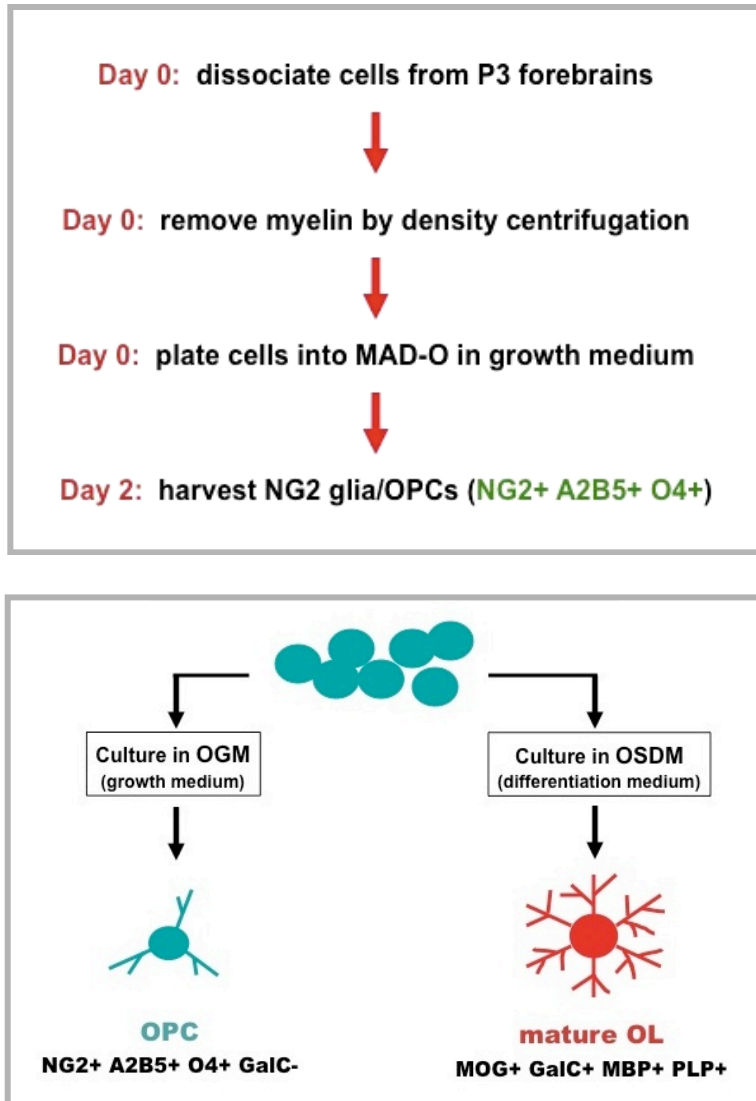 Day 0: dissociate cells from P3 forebrains
Day 0: remove myelin by density centrifugation
Day 0: plate cells into MAD-O in growth medium
Day 2: harvest NG2 glia/OPCs (NG2+ A2B5+ O4+)
Culture in OGM
(growth medium)
Culture in OSDM
(differentiation medium)
OPC
NG2+ A2B5+ O4+ GalC-
mature OL
MOG+ GalC+ MBP+ PLP+